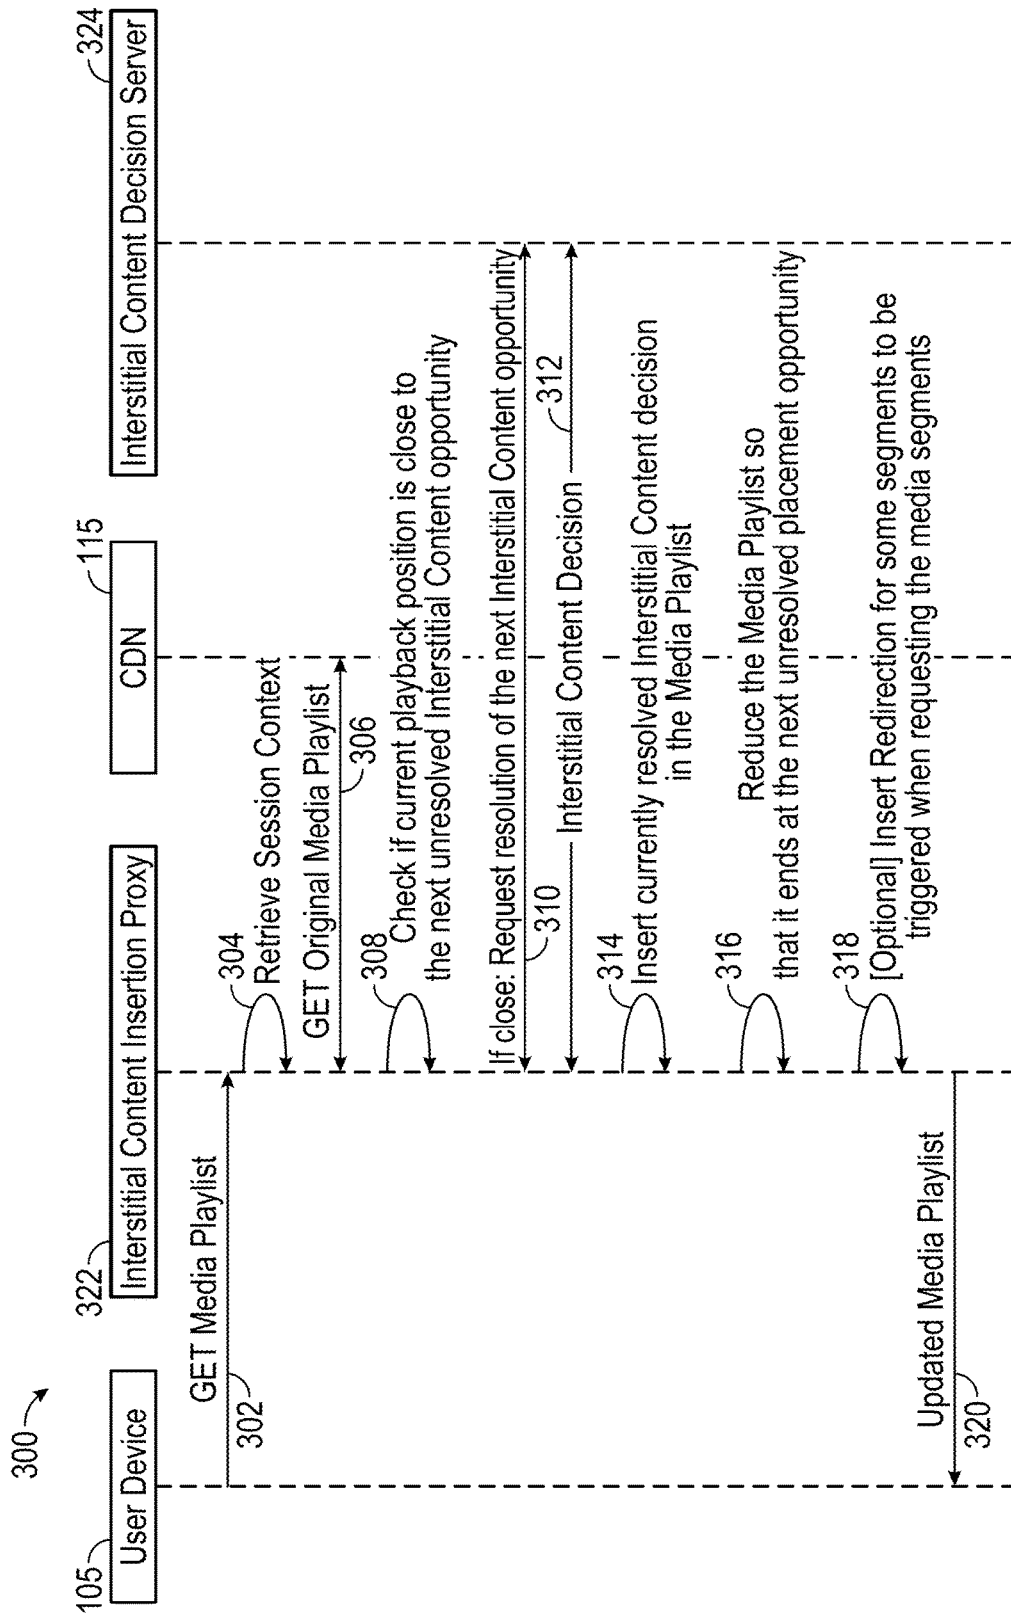 300
105
User Device
322
Interstitial Content Insertion Proxy
115
CDN
324
Interstitial Content Decision Server
GET Media Playlist
302
304
Retrieve Session Context
GET Original Media Playlist
306
308
Check if current playback position is close to
the next unresolved Interstitial Content opportunity
If close: Request resolution of the next Interstitial Content opportunity
310
Interstitial Content Decision
312
314
Insert currently resolved Interstitial Content decision
in the Media Playlist
316
Reduce the Media Playlist so
that it ends at the next unresolved placement opportunity
318
[Optional] Insert Redirection for some segments to be
triggered when requesting the media segments
Updated Media Playlist
320